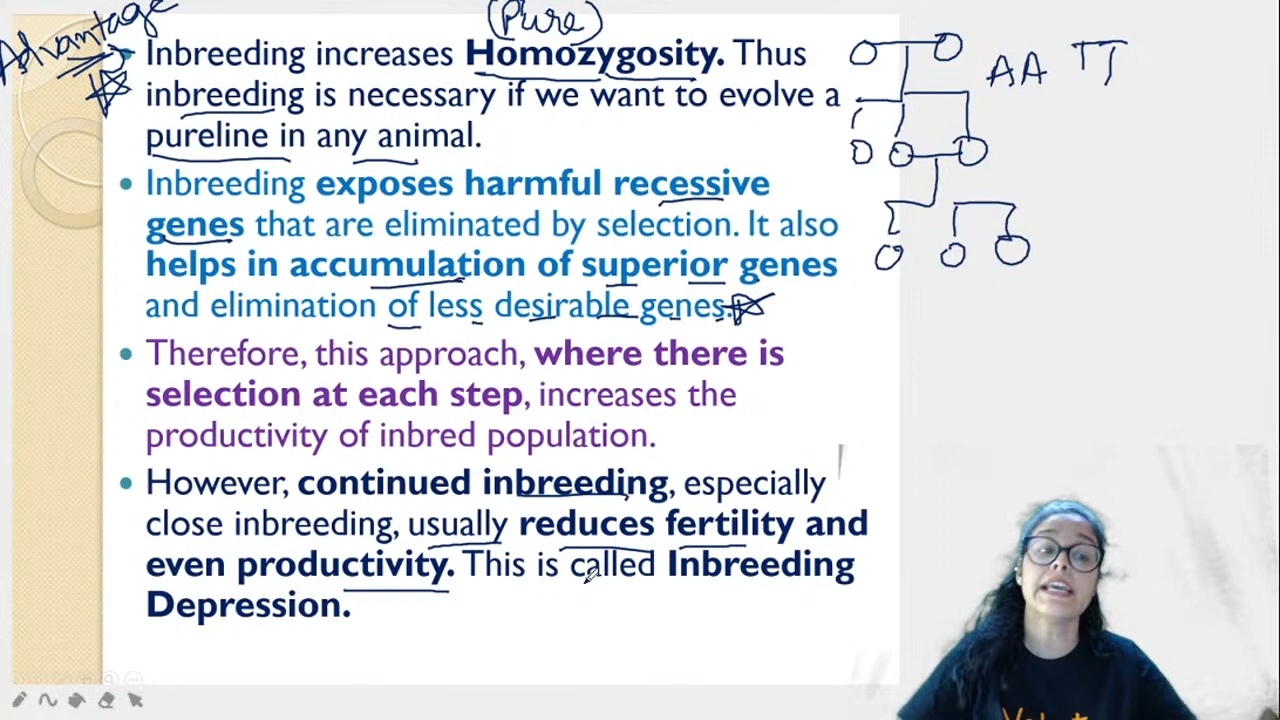 (Pure)
Advantage
Inbreeding increases Homozygosity. Thus
inbreeding is necessary if we want to evolve a
pureline in any animal.
AA TT
• Inbreeding exposes harmful recessive
genes that are eliminated by selection. It also
helps in accumulation of superior genes
and elimination of less desirable genes.
• Therefore, this approach, where there is
selection at each step, increases the
productivity of inbred population.
• However, continued inbreeding, especially
close inbreeding, usually reduces fertility and
even productivity. This is called Inbreeding
Depression.